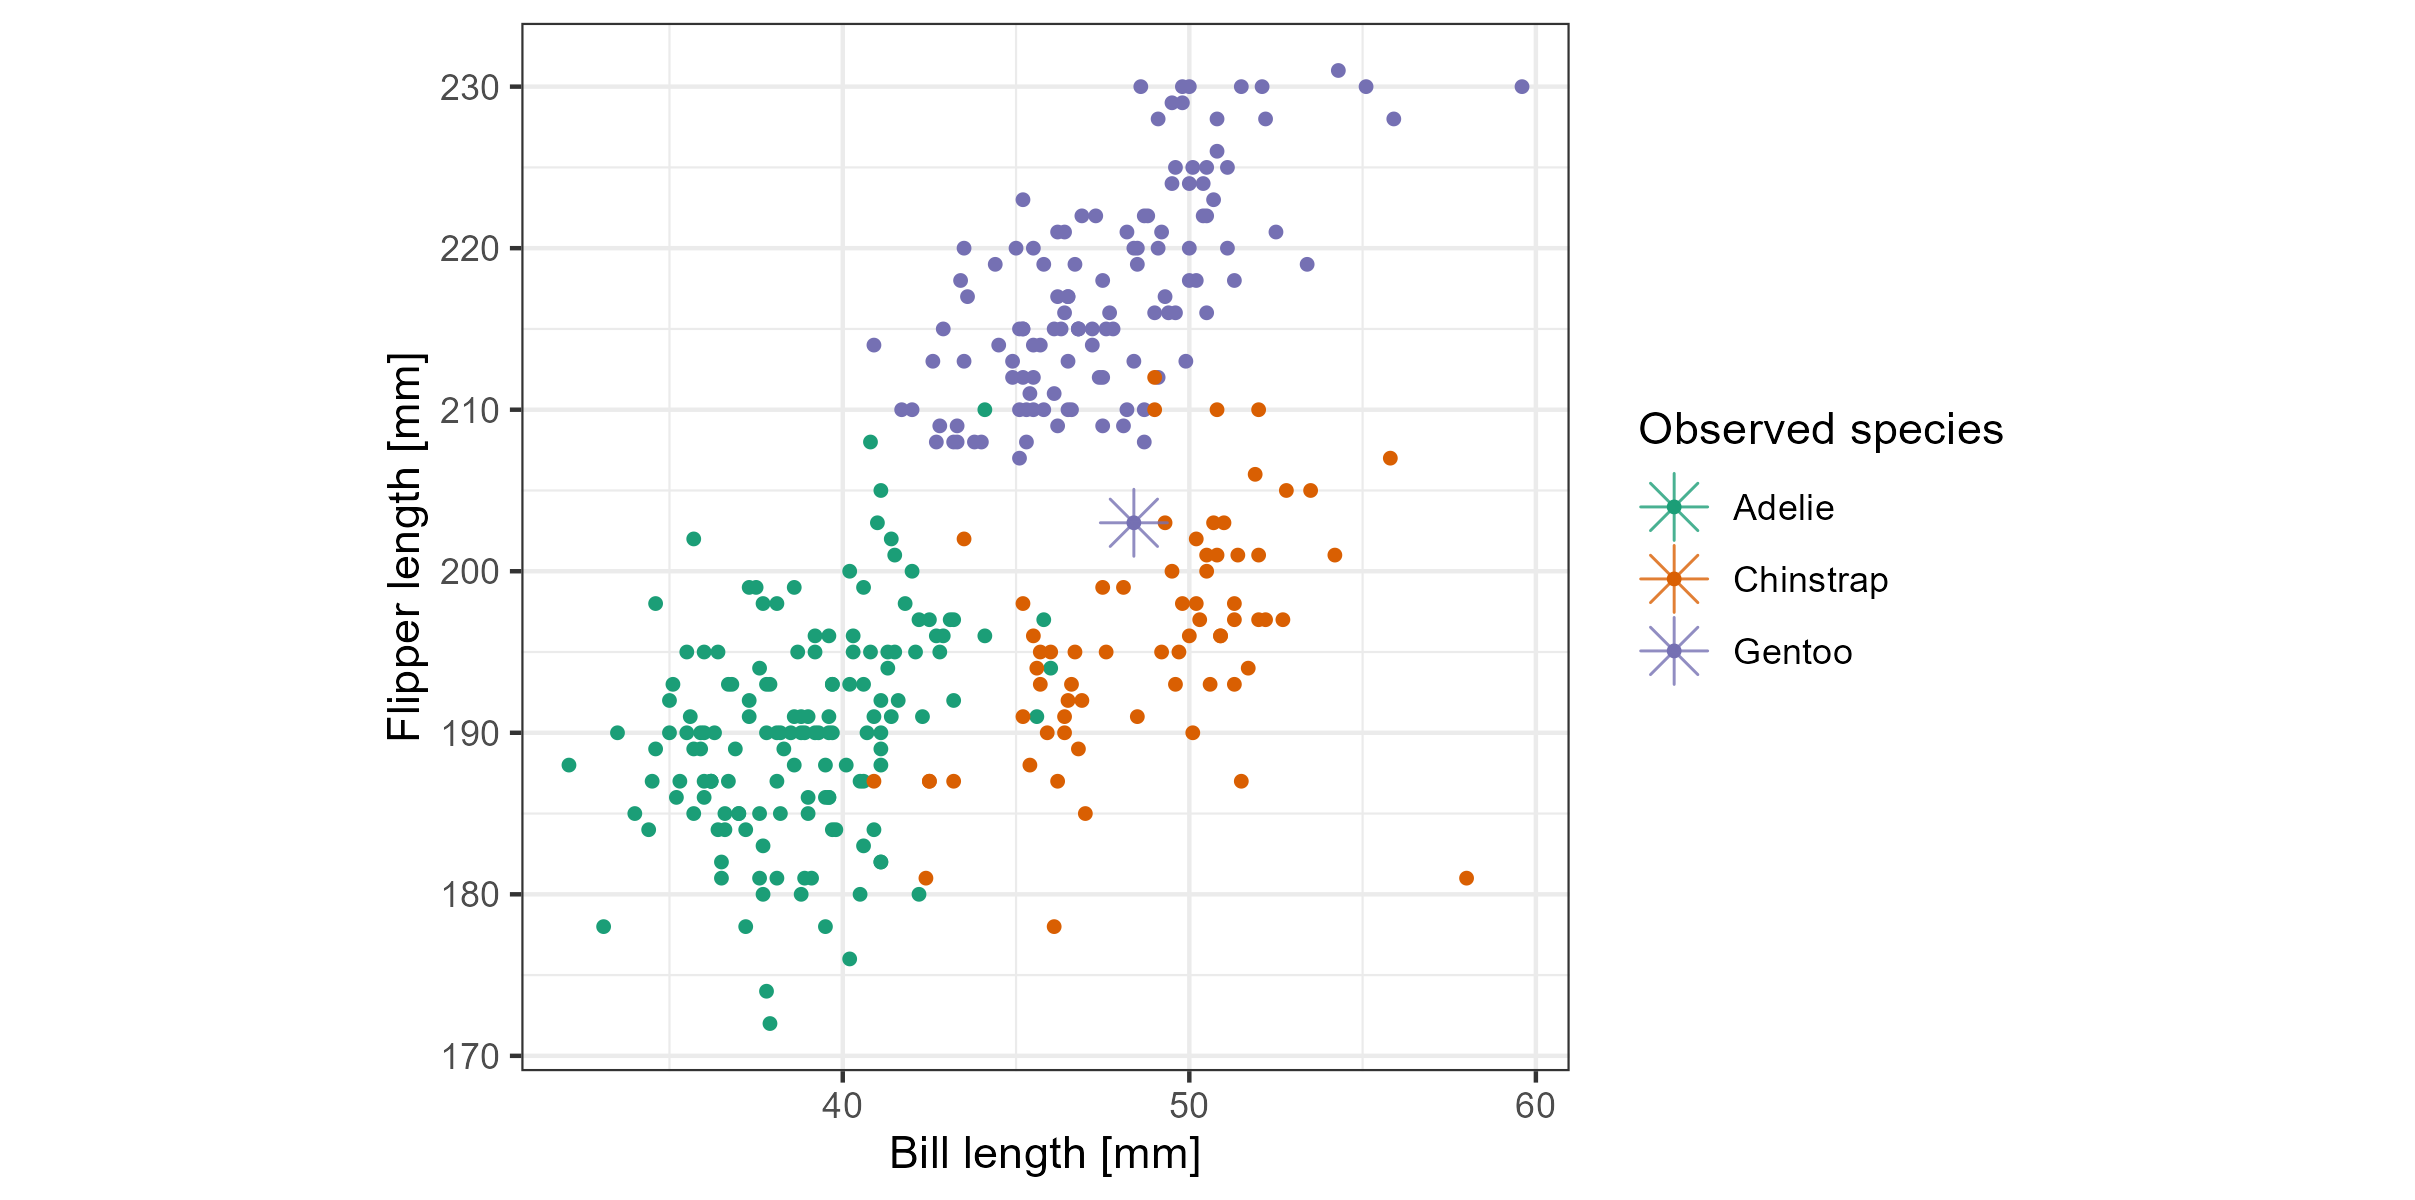 230
220
210
200
190
180
170
Flipper length [mm]
40
50
60
Bill length [mm]
Observed species
Adelie
Chinstrap
Gentoo